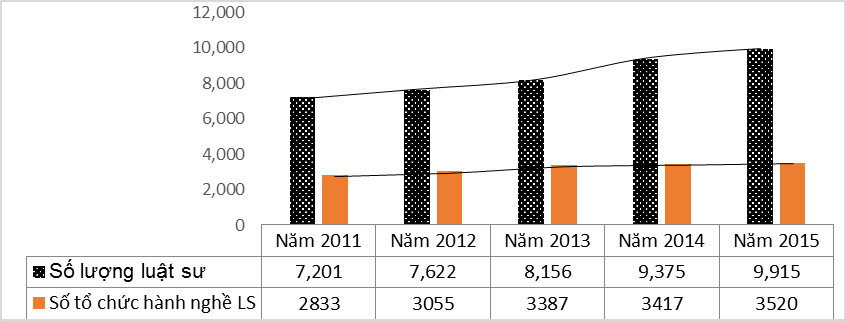 12,000
10,000
8,000
6,000
4,000
2,000
0
Năm 2011 Năm 2012 Năm 2013 Năm 2014 Năm 2015
Số lượng luật sư 7,201 7,622 8,156 9,375 9,915
Số tổ chức hành nghề LS 2833 3055 3387 3417 3520